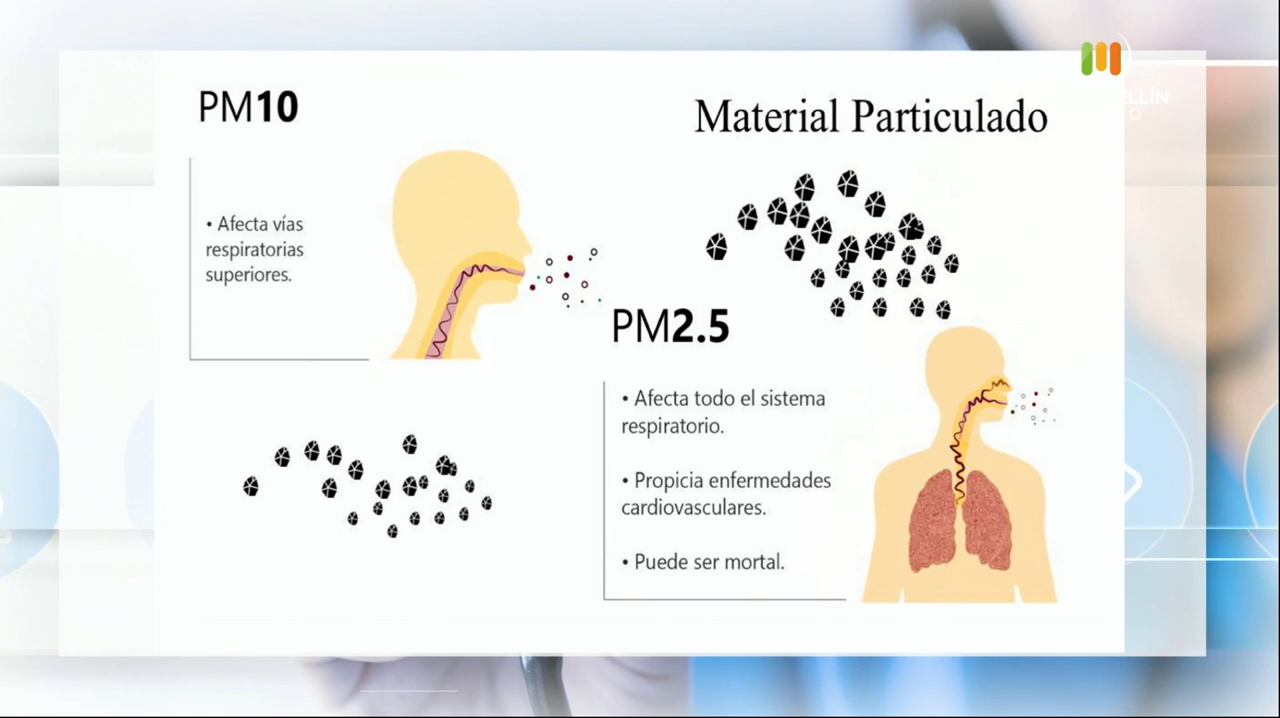 PM10
Material Particulado
• Afecta vías
respiratorias
superiores.
PM2.5
• Afecta todo el sistema
respiratorio.
• Propicia enfermedades
cardiovasculares.
• Puede ser mortal.